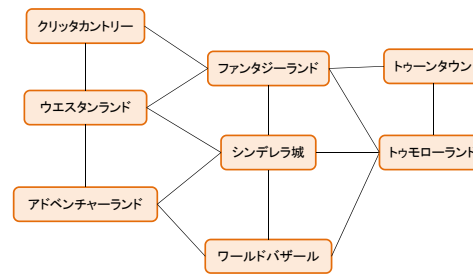 クリッタカントリー
ファンタジーランド
トゥーンタウン
ウエスタンランド
シンデレラ城
トゥモローランド
アドベンチャーランド
ワールドバザール